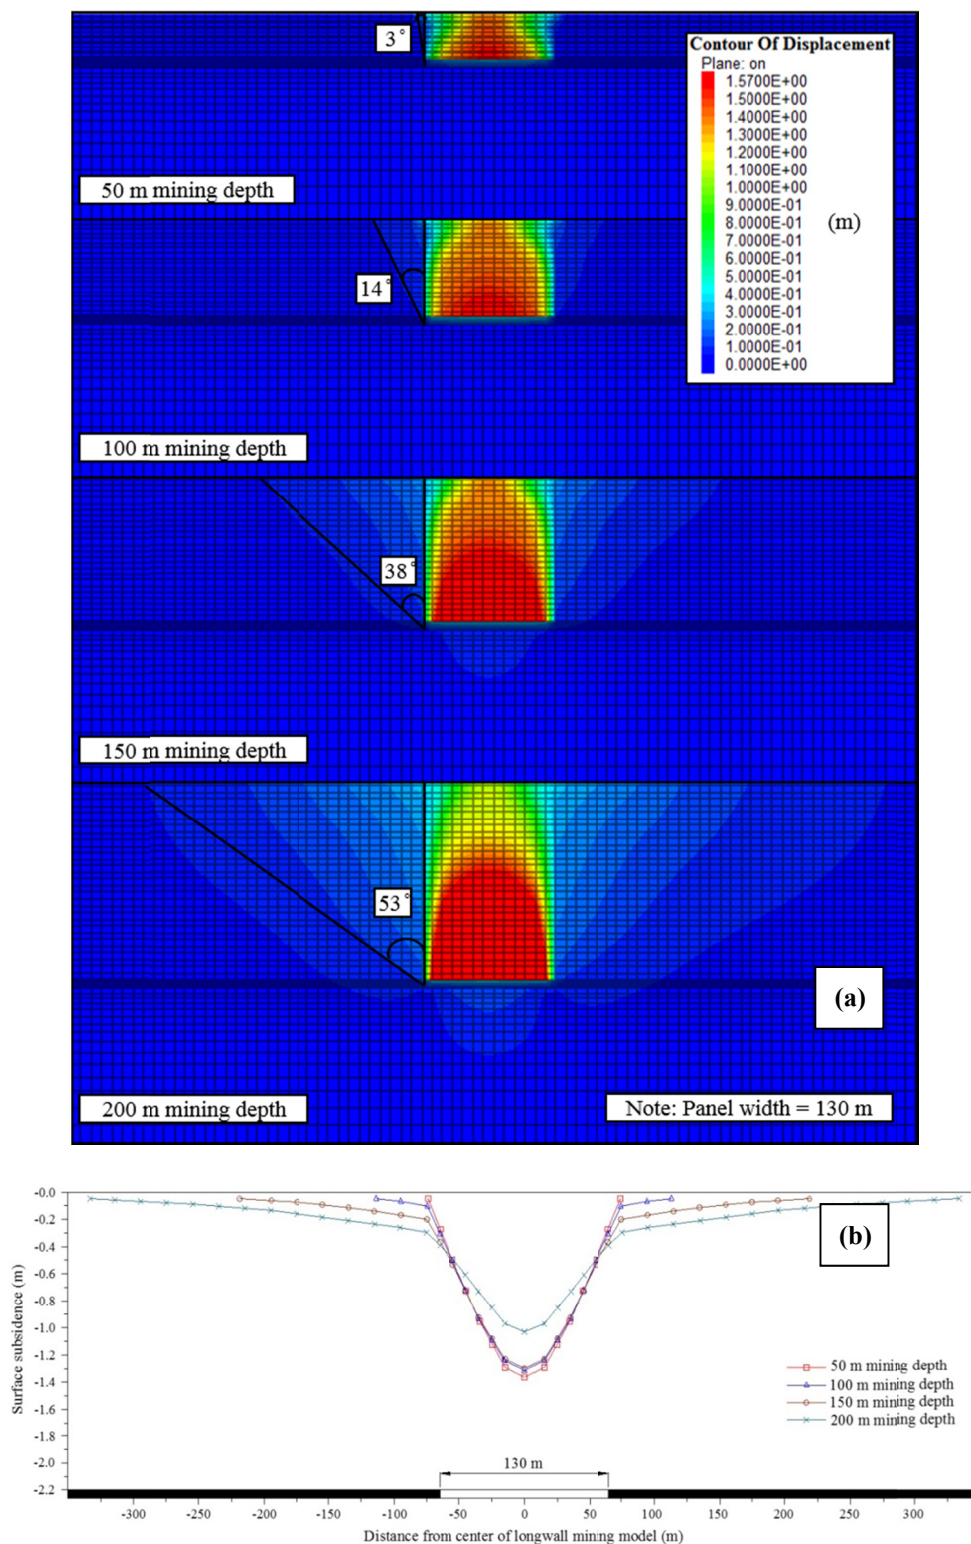 3°
Contour Of Displacement
Plane: on
1.5700E+00
1.5000E+00
1.4000E+00
1.3000E+00
1.2000E+00
1.1000E+00
1.0000E+00
9.0000E-01
8.0000E-01
7.0000E-01
6.0000E-01
5.0000E-01
4.0000E-01
3.0000E-01
2.0000E-01
1.0000E-01
0.0000E+00
(m)
50 m mining depth
14°
100 m mining depth
38°
150 m mining depth
53°
(a)
200 m mining depth
Note: Panel width = 130 m
-0.0
-0.2
-0.4
-0.6
-0.8
-1.0
-1.2
-1.4
-1.6
-1.8
-2.0
-2.2
Surface subsidence (m)
(b)
50 m mining depth
100 m mining depth
150 m mining depth
200 m mining depth
130 m
-300 -250 -200 -150 -100 -50 0 50 100 150 200 250 300
Distance from center of longwall mining model (m)